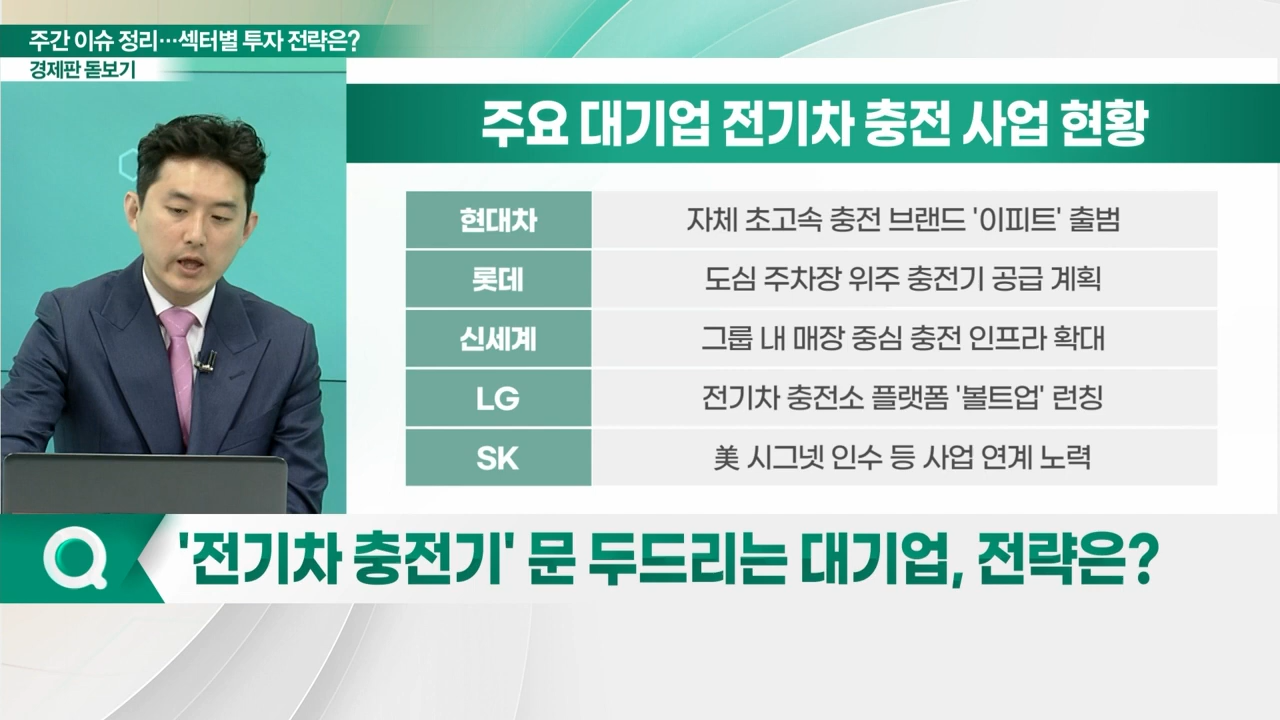 주간 이슈 정리…섹터별 투자 전략은?
경제판 돋보기
주요 대기업 전기차 충전 사업 현황
현대차 자체 초고속 충전 브랜드 '이피트' 출범
롯데 도심 주차장 위주 충전기 공급 계획
신세계 그룹 내 매장 중심 충전 인프라 확대
LG 전기차 충전소 플랫폼 '볼트업' 런칭
SK 美 시그넷 인수 등 사업 연계 노력
'전기차 충전기' 문 두드리는 대기업, 전략은?